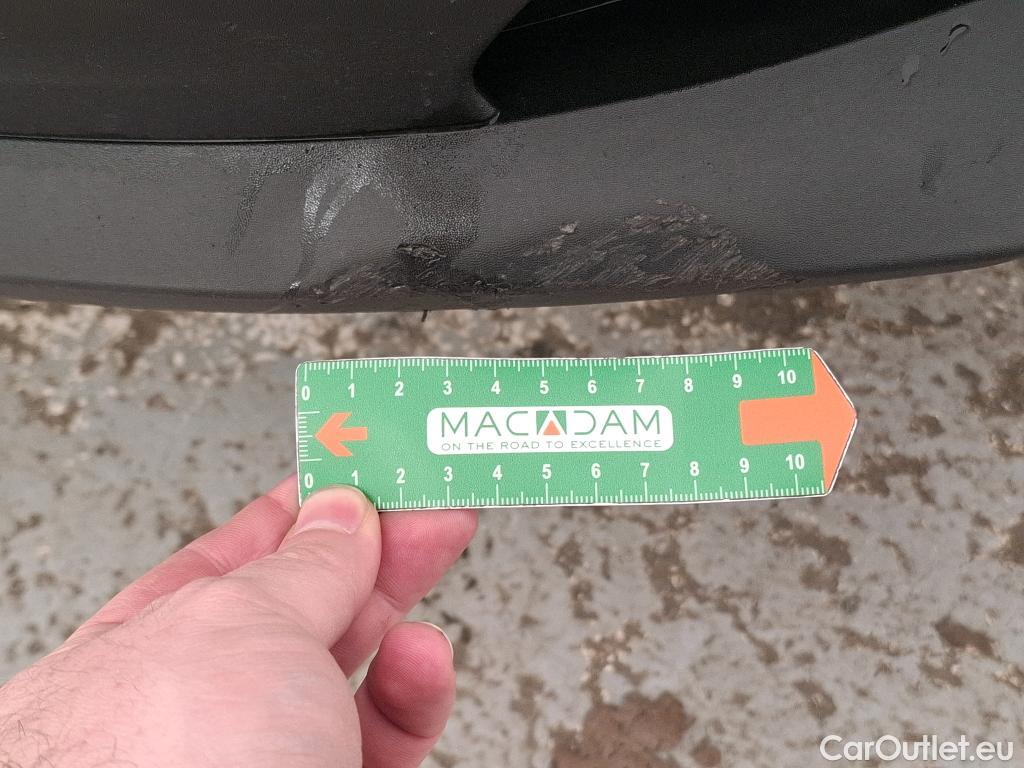 0 1 2 3 4 5 6 7 8 9 10
MACADAM
ON THE ROAD TO EXCELLENCE
0 1 2 3 4 5 6 7 8 9 10
CarOutlet.eu